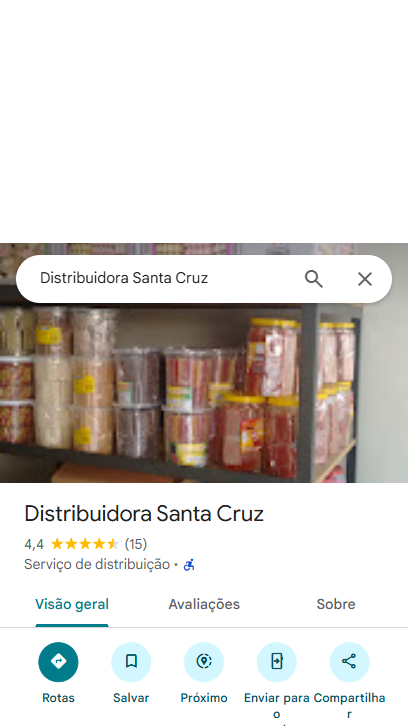 Distribuidora Santa Cruz
Distribuidora Santa Cruz
4,4 (15)
Serviço de distribuição ·
Visão geral Avaliações Sobre
Rotas Salvar Próximo Enviar para Compartilha
o r